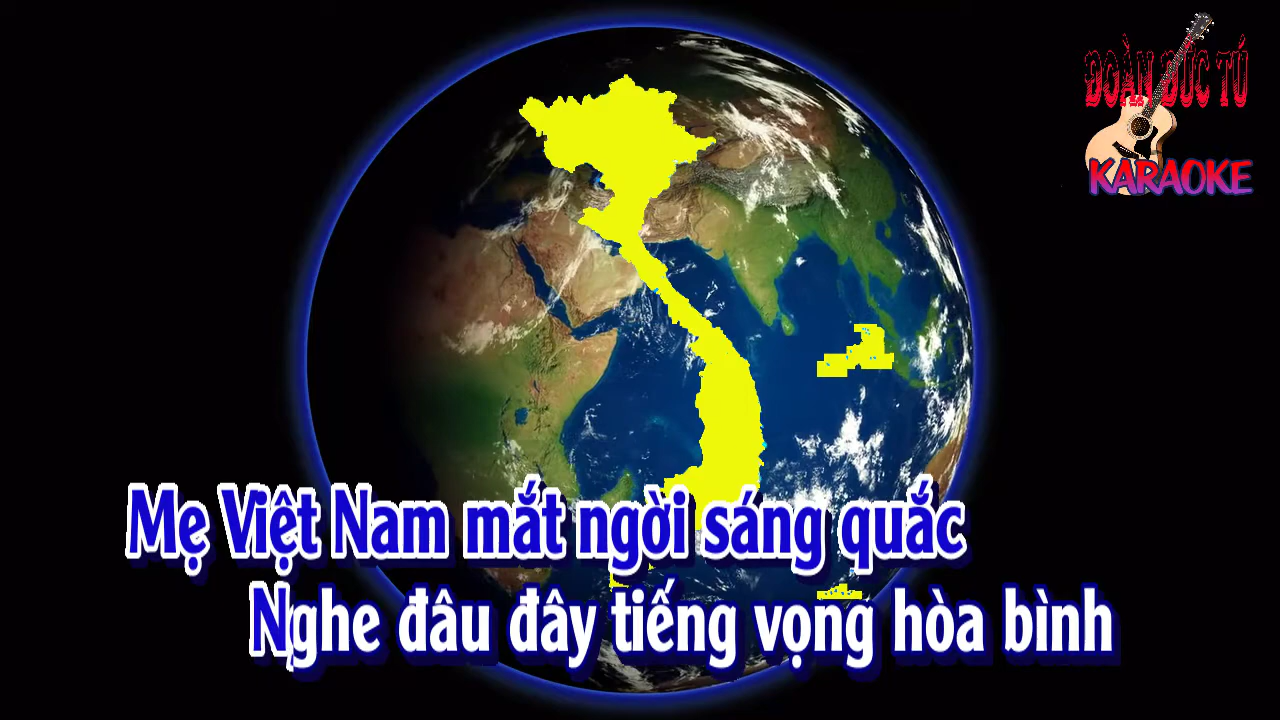 ĐOÀN ĐỨC TÚ
KARAOKE
Mẹ Việt Nam mắt ngời sáng quắc
Nghe đâu đây tiếng vọng hòa bình